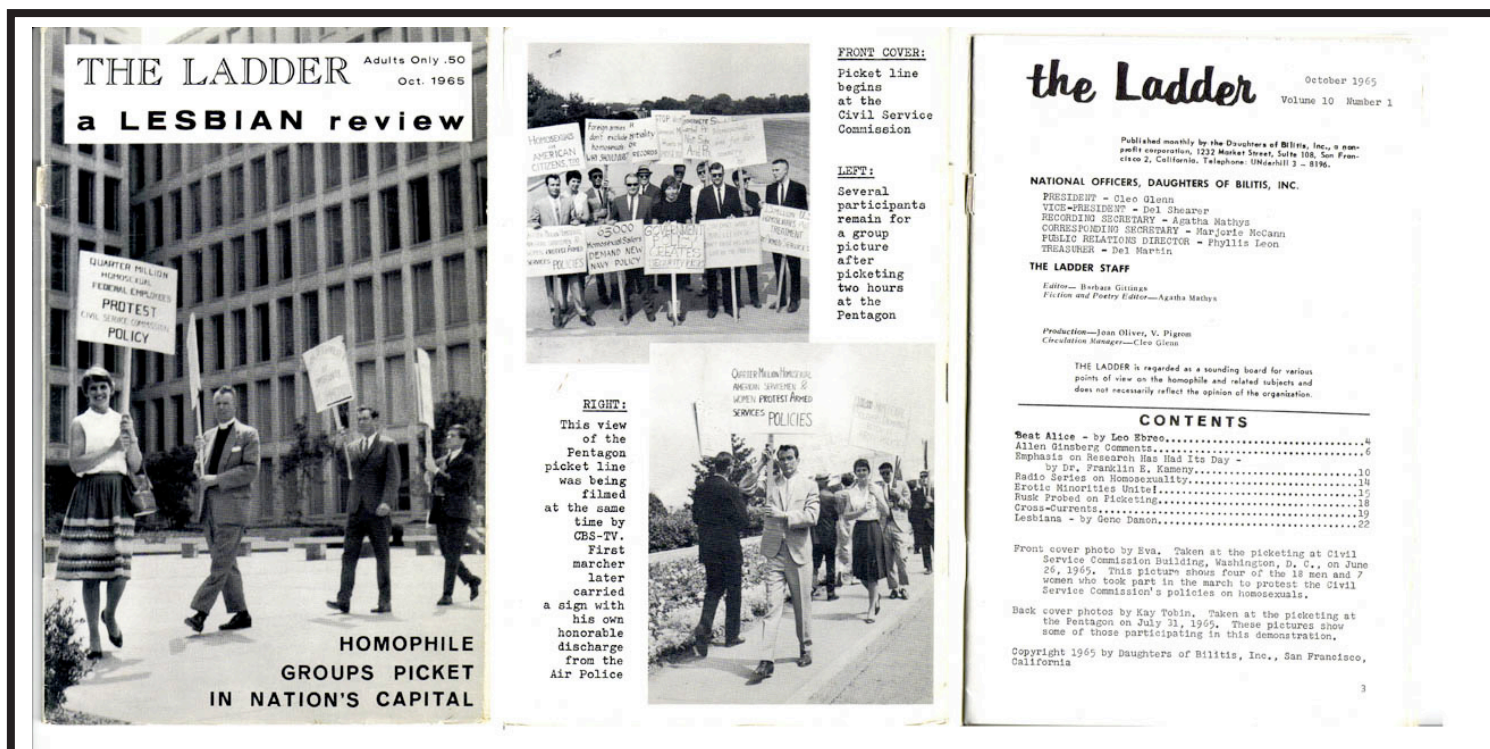 THE LADDER
Adults Only .50
Oct. 1965
a LESBIAN review
QUARTER MILLION
HOMOSEXUAL
FEDERAL EMPLOYEES
PROTEST
CIVIL SERVICE COMMISSION
POLICY
HOMOPHILE
GROUPS PICKET
IN NATION'S CAPITAL
HOMOSEXUALS
AMERICAN
CITIZENS, TOO
Foreign armies
don't exclude
homosexuals
WHY SHOULD OURS
RECORDS
65,000
Homosexual Sailors
DEMAND NEW
NAVY POLICY
SERVICES POLICIES
GOVERNMENT
POLICY
TREATMENT
FRONT COVER:
Picket line
begins
at the
Civil Service
Commission
LEFT:
Several
participants
remain for
a group
picture
after
picketing
two hours
at the
Pentagon
RIGHT:
This view
of the
Pentagon
picket line
was being
filmed
at the same
time by
CBS-TV.
First
marcher
later
carried
a sign with
his own
honorable
discharge
from the
Air Police
QUARTER MILLION HOMOSEXUAL
AMERICAN SERVICEMEN &
WOMEN PROTEST ARMED
SERVICES POLICIES
the Ladder
October 1965
Volume 10 Number 1
Published monthly by the Daughters of Bilitis, Inc., a non-
profit corporation, 1232 Market Street, Suite 108, San Fran-
cisco 2, California. Telephone: UNderhill 3 – 8196.
NATIONAL OFFICERS, DAUGHTERS OF BILITIS, INC.
PRESIDENT - Cleo Glenn
VICE-PRESIDENT - Del Shearer
RECORDING SECRETARY - Agatha Mathys
CORRESPONDING SECRETARY - Marjorie McCann
PUBLIC RELATIONS DIRECTOR - Phyllis Leon
TREASURER - Del Martin
THE LADDER STAFF
Editor— Barbara Gittings
Fiction and Poetry Editor—Agatha Mathys
Production—Joan Oliver, V. Pigrom
Circulation Manager—Cleo Glenn
THE LADDER is regarded as a sounding board for various
points of view on the homophile and related subjects and
does not necessarily reflect the opinion of the organization.
CONTENTS
Beat Alice - by Leo Ebreo..........4
Allen Ginsberg Comments..........6
Emphasis on Research Has Had Its Day -
by Dr. Franklin E. Kameny..........10
Radio Series on Homosexuality..........14
Erotic Minorities Unite!..........15
Rusk Probed on Picketing..........18
Cross-Currents..........19
Lesbiana - by Gene Damon..........22
Front cover photo by Eva. Taken at the picketing at Civil
Service Commission Building, Washington, D. C., on June
26, 1965. This picture shows four of the 18 men and 7
women who took part in the march to protest the Civil
Service Commission's policies on homosexuals.
Back cover photos by Kay Tobin. Taken at the picketing at
the Pentagon on July 31, 1965. These pictures show
some of those participating in this demonstration.
Copyright 1965 by Daughters of Bilitis, Inc., San Francisco,
California
3